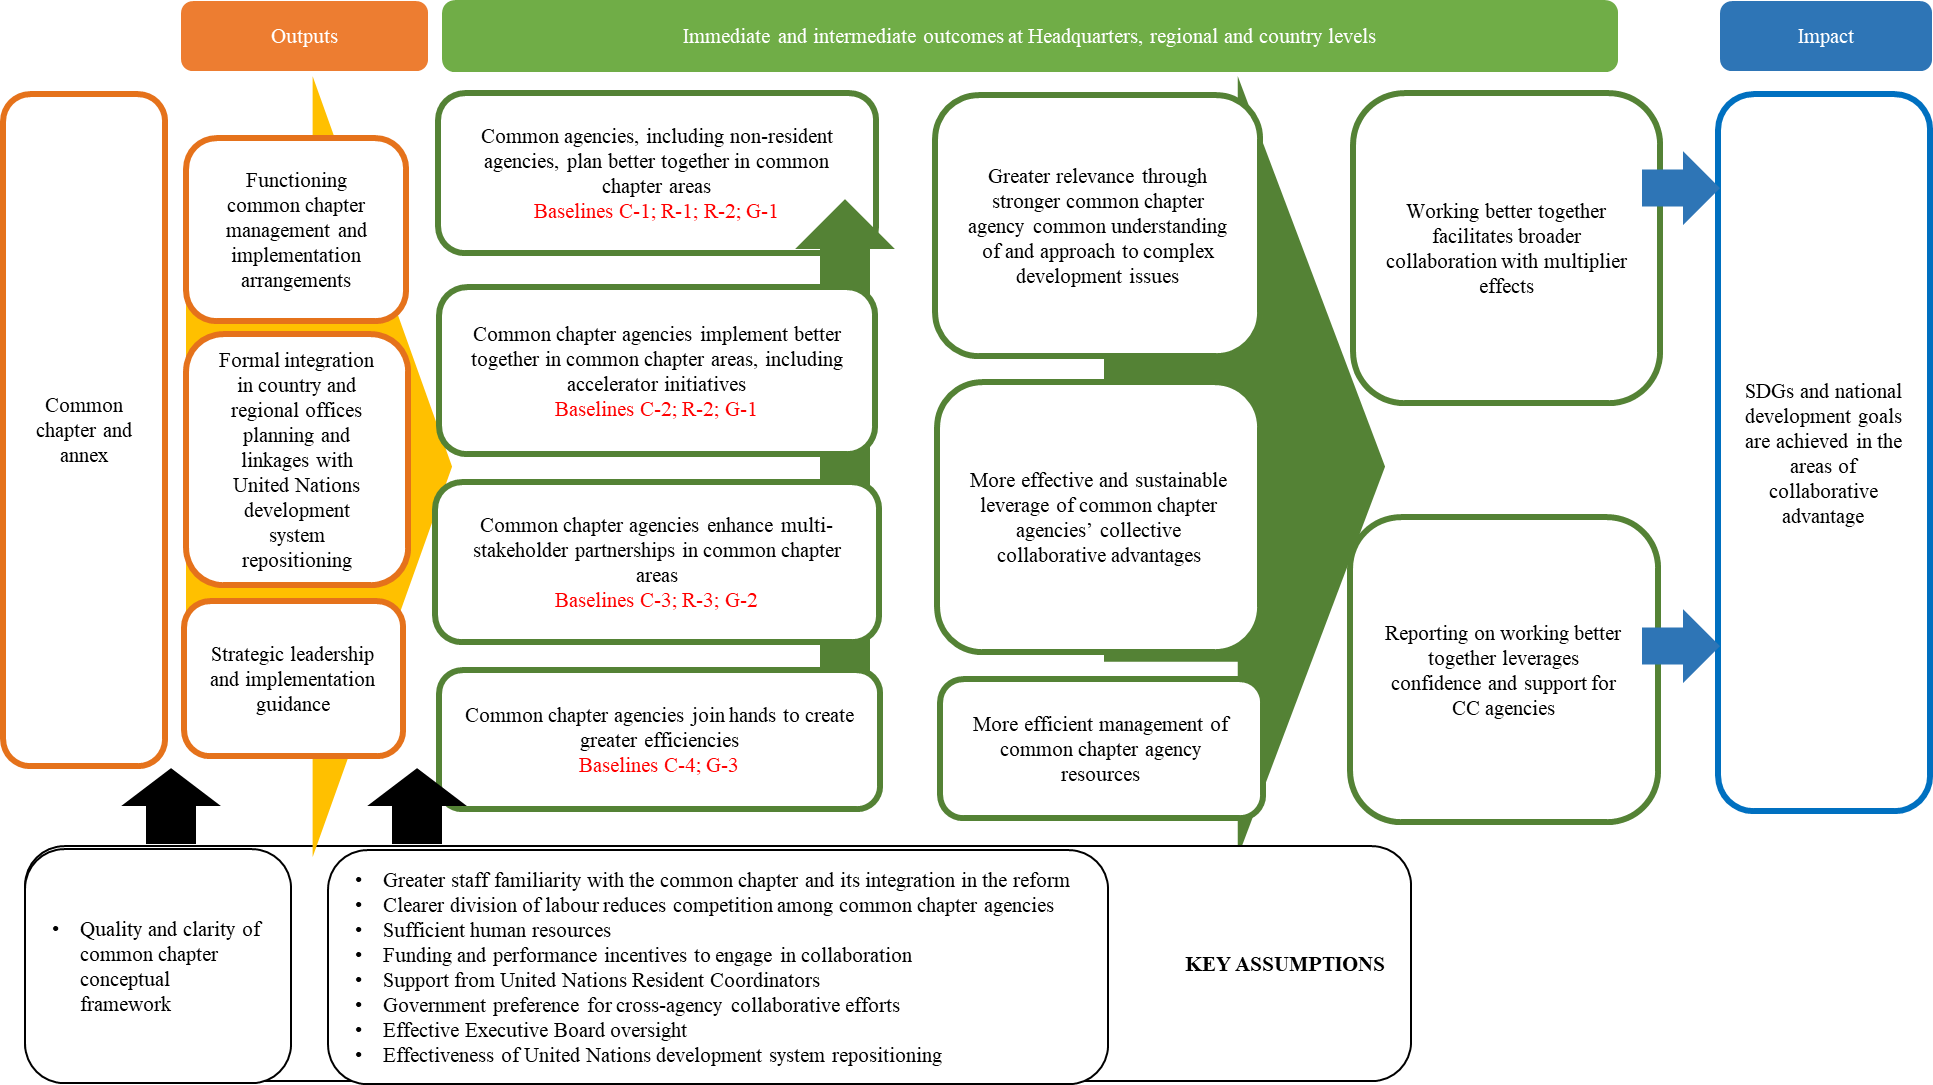 Outputs
Immediate and intermediate outcomes at Headquarters, regional and country levels
Impact
Common
chapter and
annex
Functioning
common chapter
management and
implementation
arrangements
Formal integration
in country and
regional offices
planning and
linkages with
United Nations
development
system
repositioning
Strategic leadership
and implementation
guidance
Common agencies, including non-resident
agencies, plan better together in common
chapter areas
Baselines C-1; R-1; R-2; G-1
Common chapter agencies implement better
together in common chapter areas, including
accelerator initiatives
Baselines C-2; R-2; G-1
Common chapter agencies enhance multi-
stakeholder partnerships in common chapter
areas
Baselines C-3; R-3; G-2
Common chapter agencies join hands to create
greater efficiencies
Baselines C-4; G-3
Greater relevance through
stronger common chapter
agency common understanding
of and approach to complex
development issues
More effective and sustainable
leverage of common chapter
agencies’ collective
collaborative advantages
More efficient management of
common chapter agency
resources
Working better together
facilitates broader
collaboration with multiplier
effects
Reporting on working better
together leverages
confidence and support for
CC agencies
SDGs and national
development goals
are achieved in the
areas of
collaborative
advantage
• Quality and clarity of
common chapter
conceptual
framework
• Greater staff familiarity with the common chapter and its integration in the reform
• Clearer division of labour reduces competition among common chapter agencies
• Sufficient human resources
• Funding and performance incentives to engage in collaboration
• Support from United Nations Resident Coordinators
• Government preference for cross-agency collaborative efforts
• Effective Executive Board oversight
• Effectiveness of United Nations development system repositioning
KEY ASSUMPTIONS